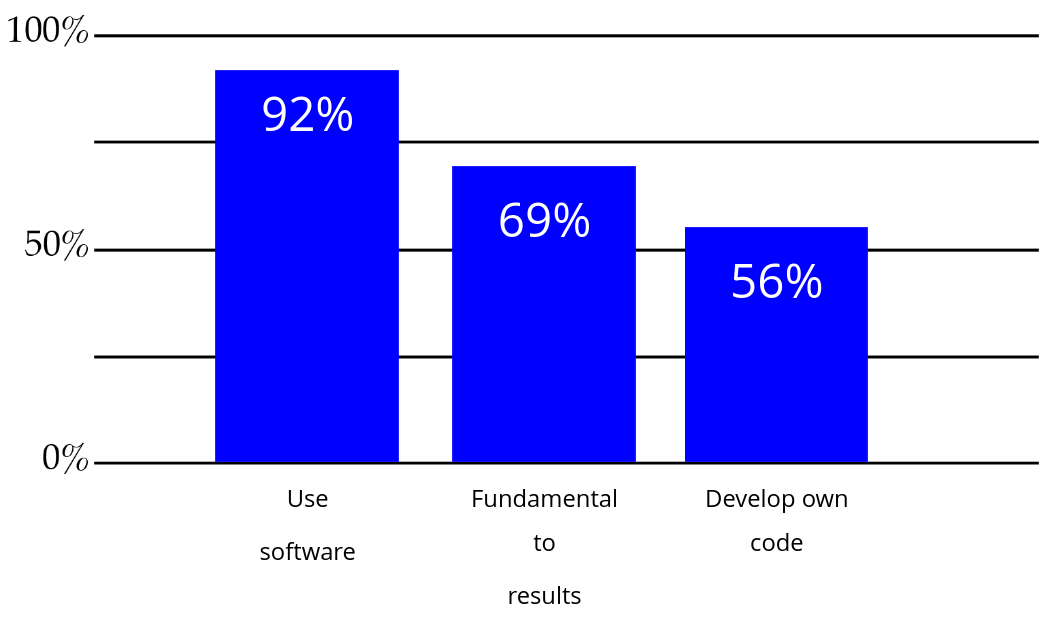 100%
92%
69%
50%
56%
0%
Use
software
Fundamental
to
results
Develop own
code